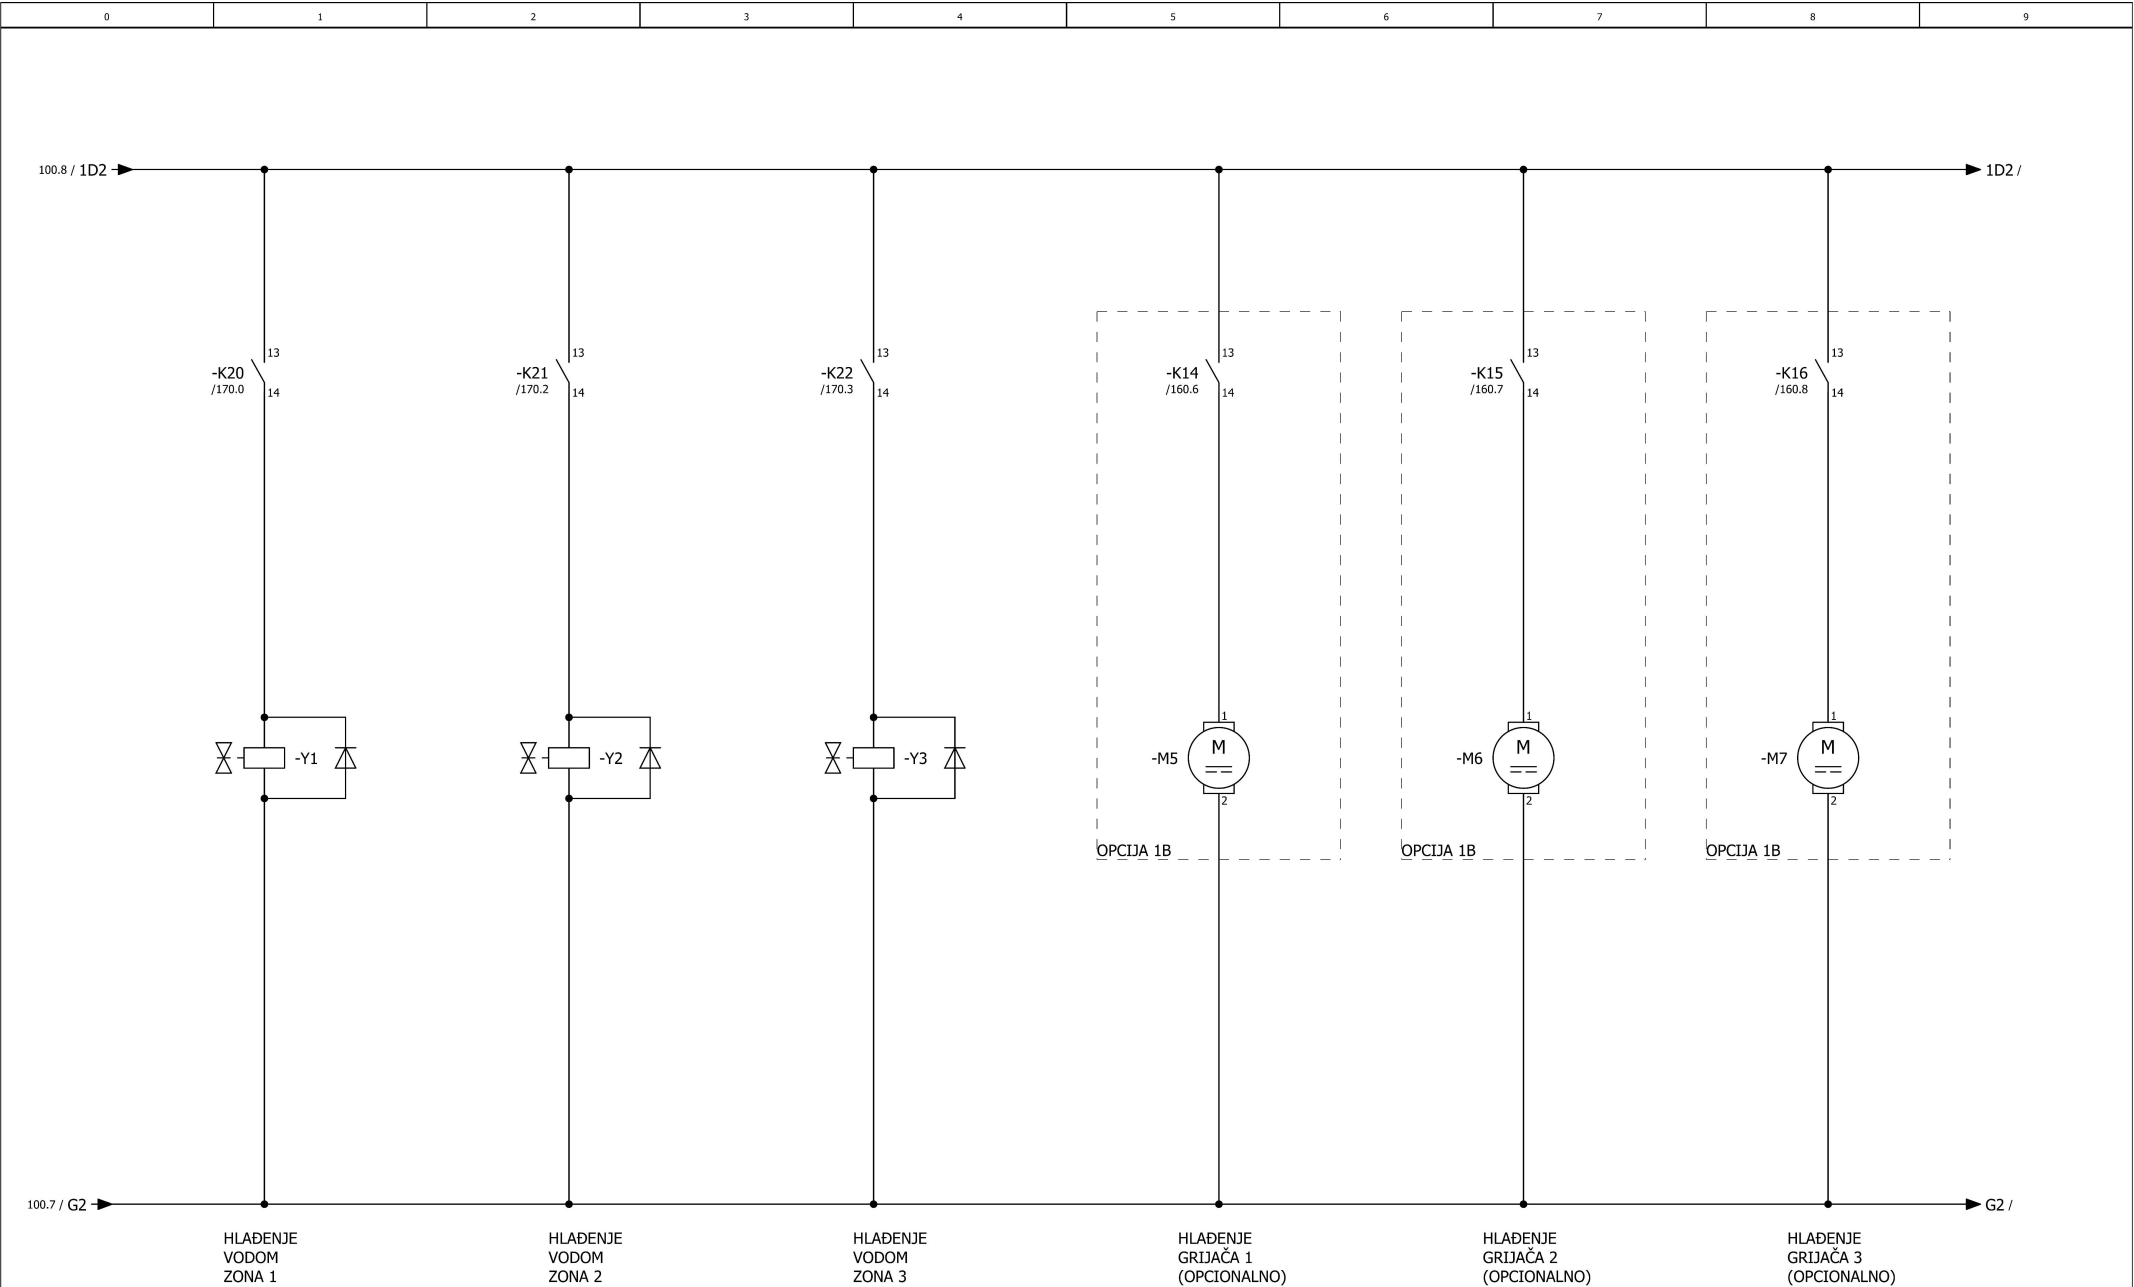 0 1 2 3 4 5 6 7 8 9
100.8 / 1D2 1D2 /
13 13 13 13 13 13
-K20 -K21 -K22 -K14 -K15 -K16
/170.0 /170.2 /170.3 /160.6 /160.7 /160.8
14 14 14 14 14 14
1 1 1
M M M
-Y1 -Y2 -Y3 -M5 -M6 -M7
2 2 2
OPCIJA 1B OPCIJA 1B OPCIJA 1B
100.7 / G2 G2 /
HLAĐENJE HLAĐENJE HLAĐENJE HLAĐENJE HLAĐENJE HLAĐENJE
VODOM VODOM VODOM GRIJAČA 1 GRIJAČA 2 GRIJAČA 3
ZONA 1 ZONA 2 ZONA 3 (OPCIONALNO) (OPCIONALNO) (OPCIONALNO)